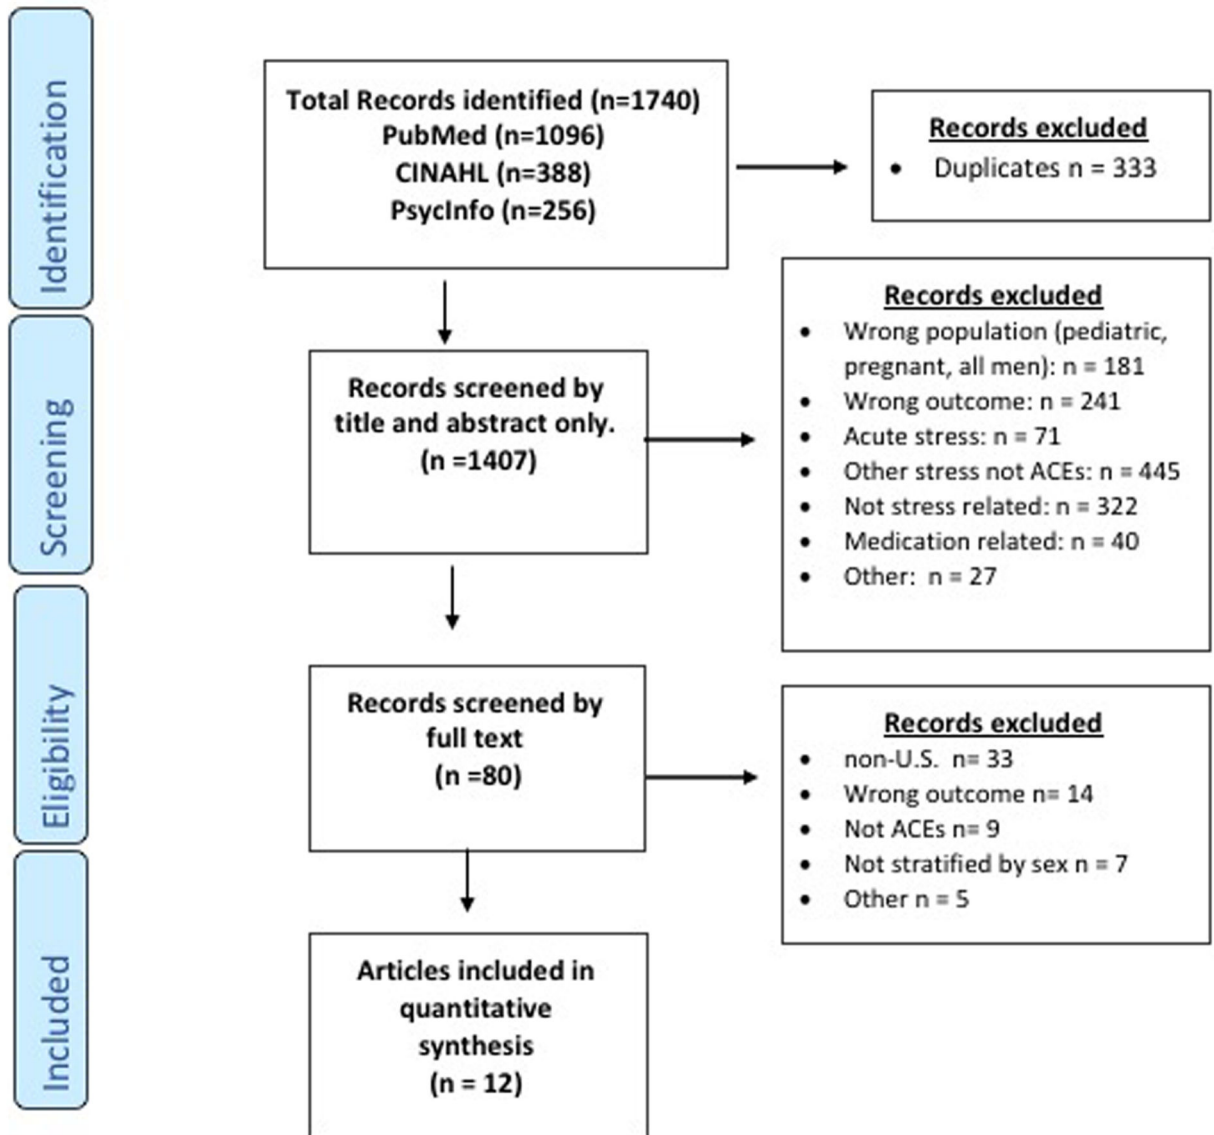 Identification
Total Records identified (n=1740)
PubMed (n=1096)
CINAHL (n=388)
PsycInfo (n=256)
Records excluded
• Duplicates n = 333
Screening
Records screened by
title and abstract only.
(n =1407)
Records excluded
• Wrong population (pediatric,
pregnant, all men): n = 181
• Wrong outcome: n = 241
• Acute stress: n = 71
• Other stress not ACEs: n = 445
• Not stress related: n = 322
• Medication related: n = 40
• Other: n = 27
Eligibility
Records screened by
full text
(n =80)
Records excluded
• non-U.S. n= 33
• Wrong outcome n= 14
• Not ACEs n= 9
• Not stratified by sex n = 7
• Other n = 5
Included
Articles included in
quantitative
synthesis
(n = 12)